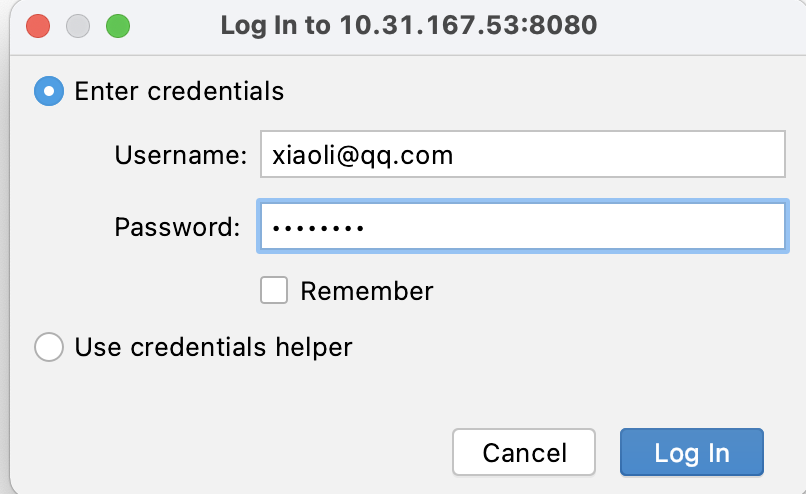 Log In to 10.31.167.53:8080
Enter credentials
Username: xiaoli@qq.com
Password: ••••••••
Remember
Use credentials helper
Cancel Log In